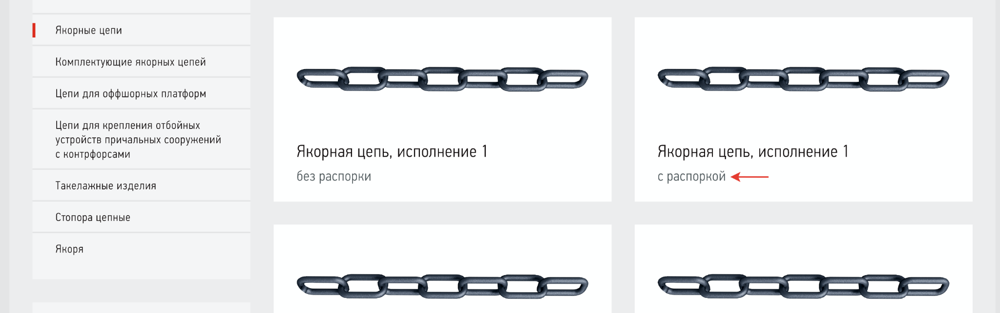 Якорные цепи
Комплектующие якорных цепей
Цепи для оффшорных платформ
Цепи для крепления отбойных
устройств причальных сооружений
с контрфорсами
Такелажные изделия
Стопора цепные
Якоря
Якорная цепь, исполнение 1
без распорки
Якорная цепь, исполнение 1
с распоркой